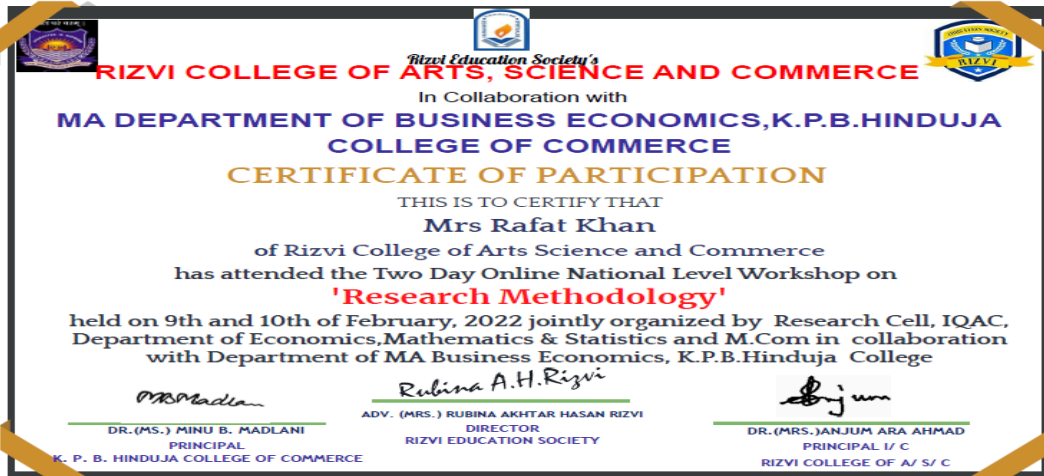 Rizvi Education Society's
RIZVI COLLEGE OF ARTS, SCIENCE AND COMMERCE
In Collaboration with
MA DEPARTMENT OF BUSINESS ECONOMICS,K.P.B.HINDUJA
COLLEGE OF COMMERCE
CERTIFICATE OF PARTICIPATION
THIS IS TO CERTIFY THAT
Mrs Rafat Khan
of Rizvi College of Arts Science and Commerce
has attended the Two Day Online National Level Workshop on
'Research Methodology'
held on 9th and 10th of February, 2022 jointly organized by Research Cell, IQAC,
Department of Economics,Mathematics & Statistics and M.Com in collaboration
with Department of MA Business Economics, K.P.B.Hinduja College
MBMadlani
DR.(MS.) MINU B. MADLANI
PRINCIPAL
K. P. B. HINDUJA COLLEGE OF COMMERCE
Rubina A.H.Rizvi
ADV. (MRS.) RUBINA AKHTAR HASAN RIZVI
DIRECTOR
RIZVI EDUCATION SOCIETY
Anjum
DR.(MRS.)ANJUM ARA AHMAD
PRINCIPAL I/ C
RIZVI COLLEGE OF A/ S/ C
RIZVI